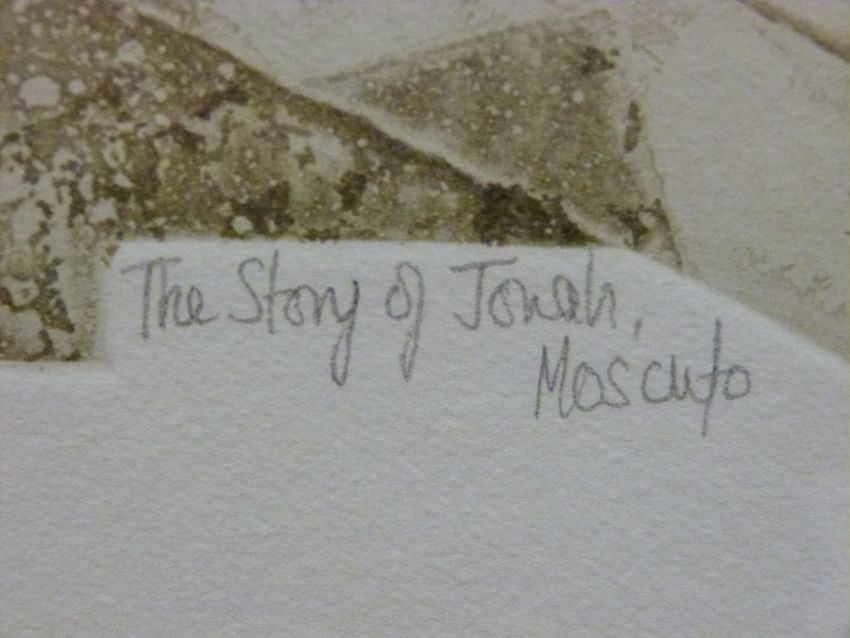 The Story of Jonah,
Moscufo